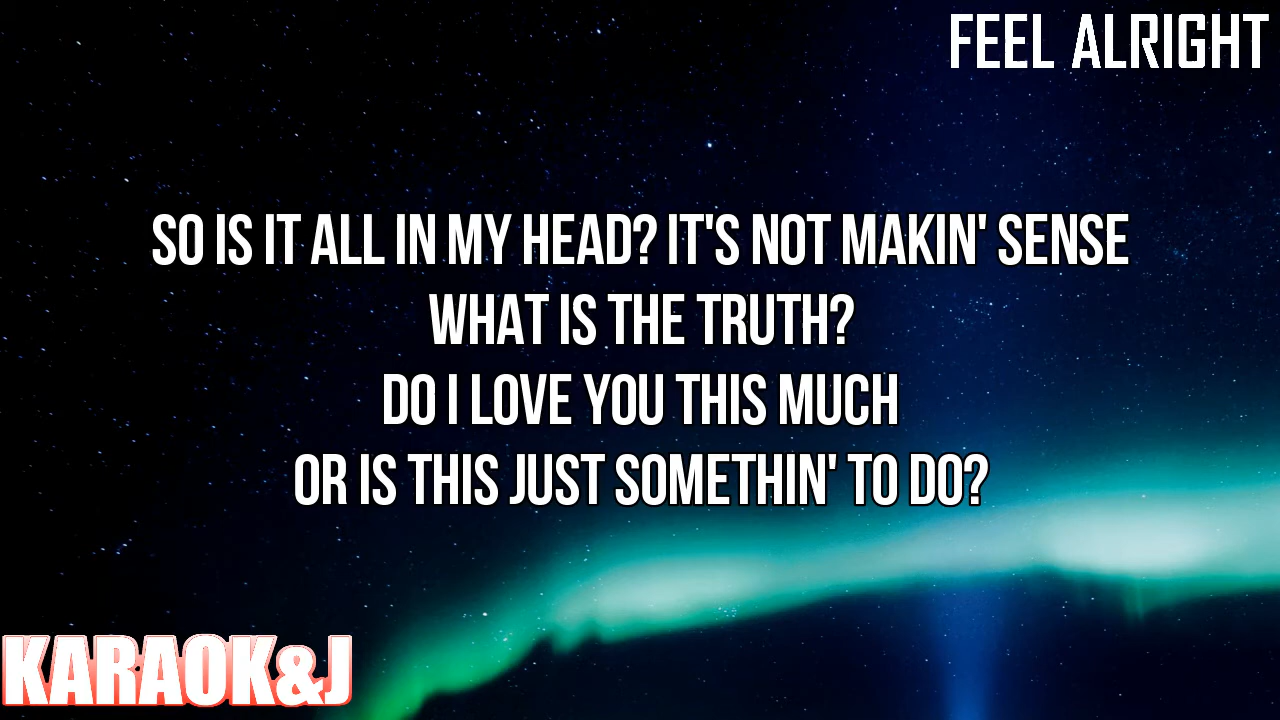 FEEL ALRIGHT
SO IS IT ALL IN MY HEAD? IT'S NOT MAKIN' SENSE
WHAT IS THE TRUTH?
DO I LOVE YOU THIS MUCH
OR IS THIS JUST SOMETHIN' TO DO?
KARAOK&J